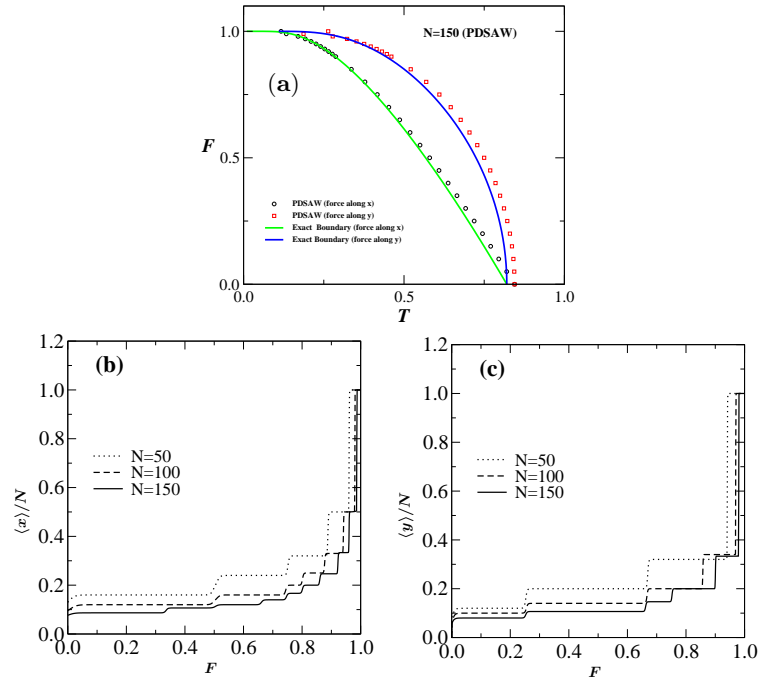 1.0
0.5
0.0
F
(a)
N=150 (PDSAW)
PDSAW (force along x)
PDSAW (force along y)
Exact Boundary (force along x)
Exact Boundary (force along y)
0.0 0.5 1.0
T
1.2
1.0
0.8
0.6
0.4
0.2
0.0
⟨x⟩/N
(b)
N=50
N=100
N=150
0.0 0.2 0.4 0.6 0.8 1.0
F
1.2
1.0
0.8
0.6
0.4
0.2
0.0
⟨y⟩/N
(c)
N=50
N=100
N=150
0.0 0.2 0.4 0.6 0.8 1.0
F